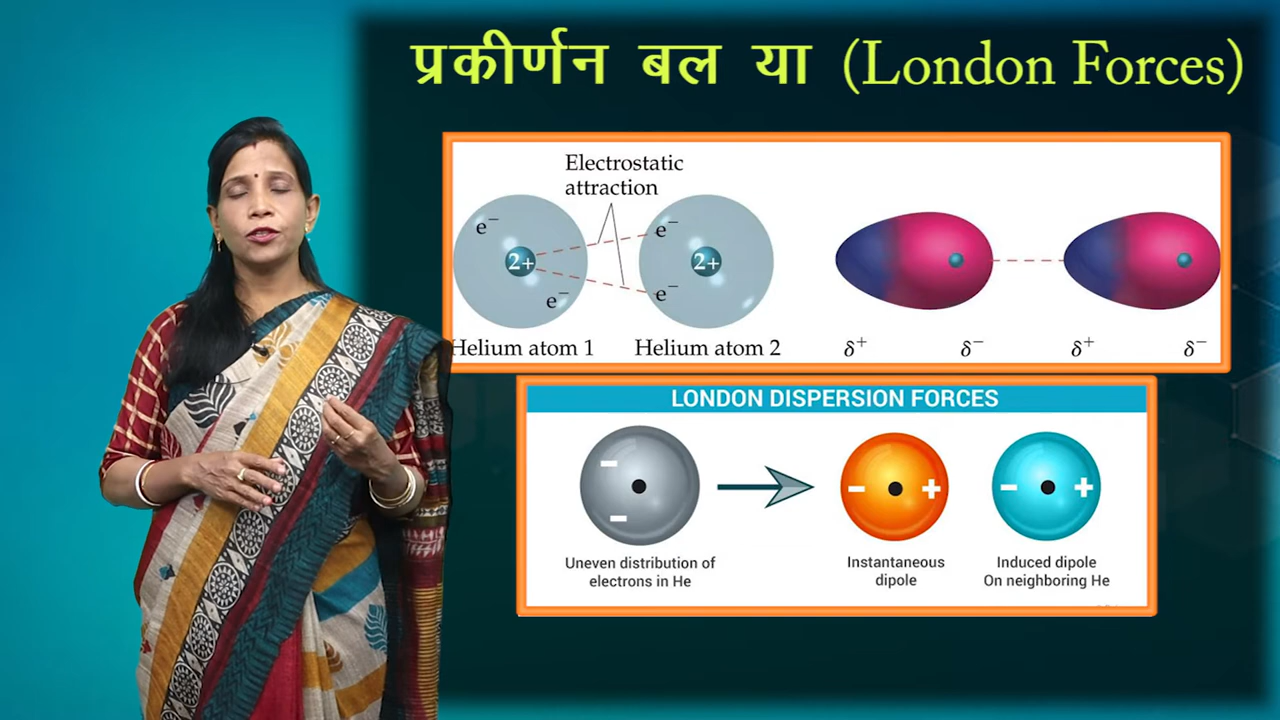 प्रकीर्णन बल या (London Forces)
Electrostatic
attraction
e⁻ e⁻
2+ 2+
e⁻ e⁻
Helium atom 1 Helium atom 2 δ⁺ δ⁻ δ⁺ δ⁻
LONDON DISPERSION FORCES
− − + − +
−
Uneven distribution of
electrons in He
Instantaneous
dipole
Induced dipole
On neighboring He